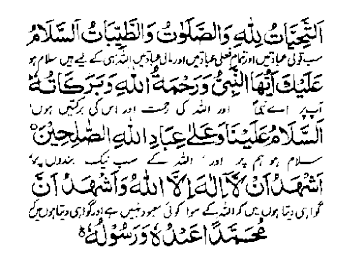 اَلتَّحِيَّاتُ لِلّٰهِ وَالصَّلَوٰتُ وَالطَّيِّبَاتُ اَلسَّلَامُ
سب قولی عبادتیں اور تمام فعلی عبادتیں اور مالی عبادتیں اللہ ہی کے لیے ہیں سلام ہو
عَلَيْكَ اَيُّهَا النَّبِيُّ وَرَحْمَةُ اللّٰهِ وَبَرَكَاتُهٗ
آپ پر اے نبی اور اللہ کی رحمت اور اس کی برکتیں ہوں
اَلسَّلَامُ عَلَيْنَا وَعَلٰى عِبَادِ اللّٰهِ الصّٰلِحِيْنَ
سلام ہو ہم پر اور اللہ کے سب نیک بندوں پر
اَشْهَدُ اَنْ لَّا اِلٰهَ اِلَّا اللّٰهُ وَاَشْهَدُ اَنَّ
گواہی دیتا ہوں میں کہ اللہ کے سوا کوئی معبود نہیں ہے اور گواہی دیتا ہوں میں کہ
مُحَمَّدًا عَبْدُهٗ وَرَسُوْلُهٗ